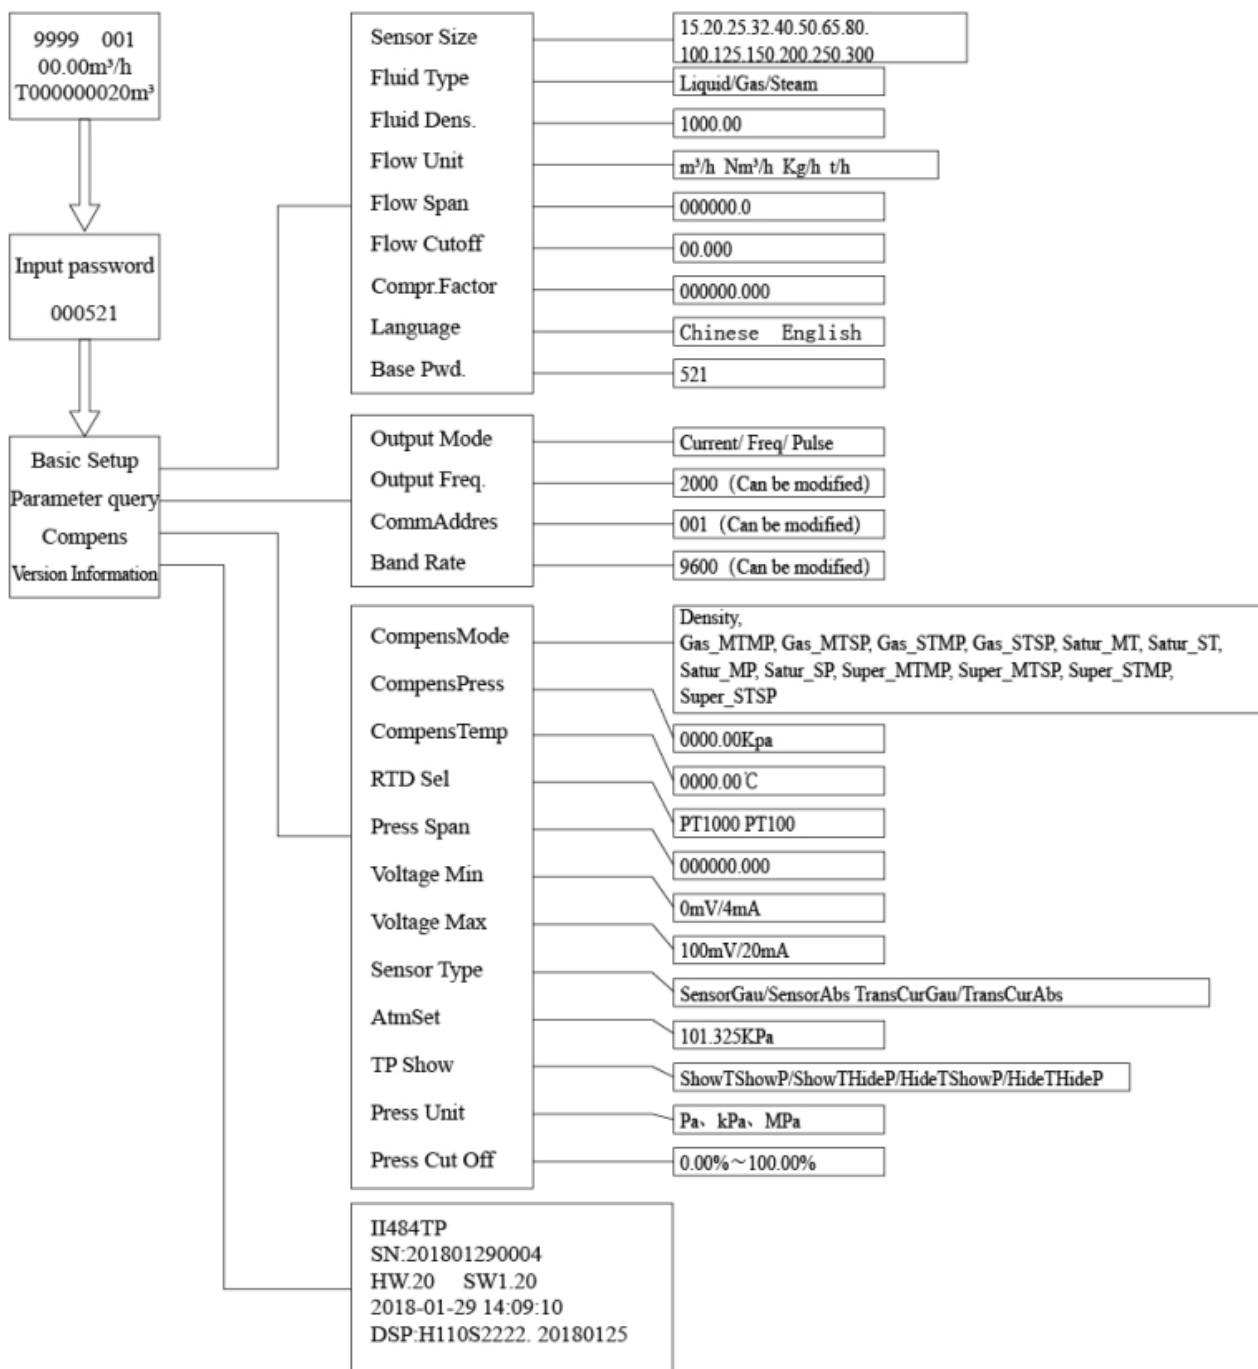 9999 001
00.00m³/h
T000000020m³
Input password
000521
Basic Setup
Parameter query
Compens
Version Information
Sensor Size
15.20.25.32.40.50.65.80.
100.125.150.200.250.300
Fluid Type
Liquid/Gas/Steam
Fluid Dens.
1000.00
Flow Unit
m³/h Nm³/h Kg/h t/h
Flow Span
000000.0
Flow Cutoff
00.000
Compr.Factor
000000.000
Language
Chinese English
Base Pwd.
521
Output Mode
Current/ Freq/ Pulse
Output Freq.
2000（Can be modified）
CommAddres
001（Can be modified）
Band Rate
9600（Can be modified）
CompensMode
Density,
Gas_MTMP, Gas_MTSP, Gas_STMP, Gas_STSP, Satur_MT, Satur_ST,
Satur_MP, Satur_SP, Super_MTMP, Super_MTSP, Super_STMP,
Super_STSP
CompensPress
0000.00Kpa
CompensTemp
0000.00℃
RTD Sel
PT1000 PT100
Press Span
000000.000
Voltage Min
0mV/4mA
Voltage Max
100mV/20mA
Sensor Type
SensorGau/SensorAbs TransCurGau/TransCurAbs
AtmSet
101.325KPa
TP Show
ShowTShowP/ShowTHideP/HideTShowP/HideTHideP
Press Unit
Pa、kPa、MPa
Press Cut Off
0.00%～100.00%
II484TP
SN:201801290004
HW.20 SW1.20
2018-01-29 14:09:10
DSP:H110S2222. 20180125